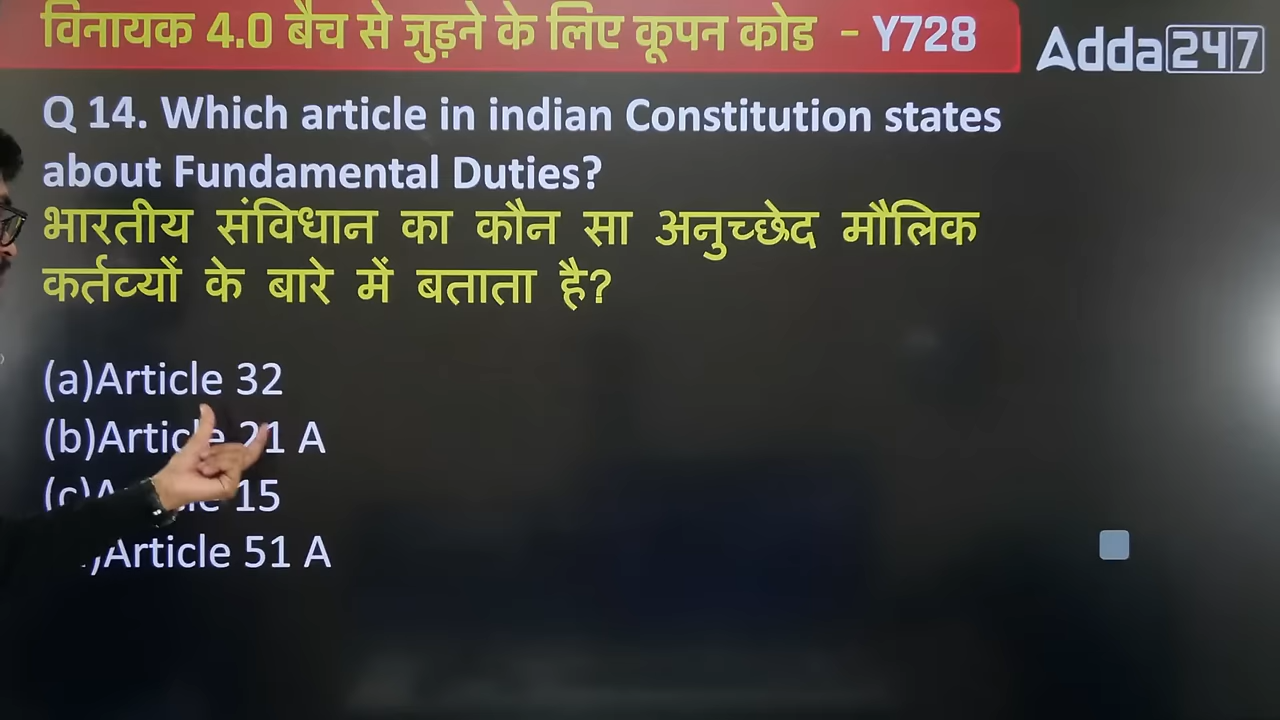 विनायक 4.0 बैच से जुड़ने के लिए कूपन कोड - Y728
Adda247
Q 14. Which article in indian Constitution states
about Fundamental Duties?
भारतीय संविधान का कौन सा अनुच्छेद मौलिक
कर्तव्यों के बारे में बताता है?
(a)Article 32
(b)Article 21 A
15
Article 51 A